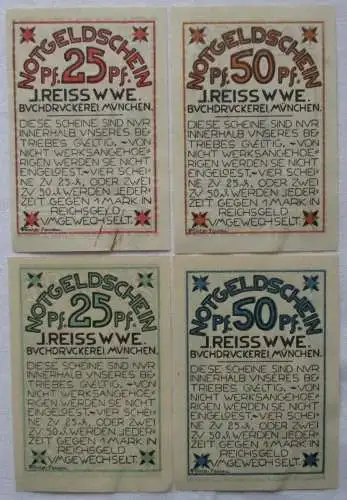 NOTGELDSCHEIN
Pf. 25 Pf.
J. REISS WWE.
BVCHDRVCKEREI MVNCHEN.
DIESE SCHEINE SIND NVR
INNERHALB VNSERES BE-
TRIEBES GVELTIG. - VON
NICHT WERKSANGEHOE-
RIGEN WERDEN SIE NICHT
EINGELOEST. - VIER SCHEI-
NE ZV 25 ₰, ODER ZWEI
ZV 50 ₰ WERDEN JEDER-
ZEIT GEGEN 1 MARK IN
REICHSGELD
VMGEWECHSELT.
NOTGELDSCHEIN
Pf. 50 Pf.
J. REISS WWE.
BVCHDRVCKEREI MVNCHEN.
DIESE SCHEINE SIND NVR
INNERHALB VNSERES BE-
TRIEBES GVELTIG. - VON
NICHT WERKSANGEHOE-
RIGEN WERDEN SIE NICHT
EINGELOEST. - VIER SCHEI-
NE ZV 25 ₰, ODER ZWEI
ZV 50 ₰ WERDEN JEDER-
ZEIT GEGEN 1 MARK IN
REICHSGELD
VMGEWECHSELT.
NOTGELDSCHEIN
Pf. 25 Pf.
J. REISS WWE.
BVCHDRVCKEREI MVNCHEN.
DIESE SCHEINE SIND NVR
INNERHALB VNSERES BE-
TRIEBES GVELTIG. - VON
NICHT WERKSANGEHOE-
RIGEN WERDEN SIE NICHT
EINGELOEST. - VIER SCHEI-
NE ZV 25 ₰, ODER ZWEI
ZV 50 ₰ WERDEN JEDER-
ZEIT GEGEN 1 MARK IN
REICHSGELD
VMGEWECHSELT.
NOTGELDSCHEIN
Pf. 50 Pf.
J. REISS WWE.
BVCHDRVCKEREI MVNCHEN.
DIESE SCHEINE SIND NVR
INNERHALB VNSERES BE-
TRIEBES GVELTIG. - VON
NICHT WERKSANGEHOE-
RIGEN WERDEN SIE NICHT
EINGELOEST. - VIER SCHEI-
NE ZV 25 ₰, ODER ZWEI
ZV 50 ₰ WERDEN JEDER-
ZEIT GEGEN 1 MARK IN
REICHSGELD
VMGEWECHSELT.